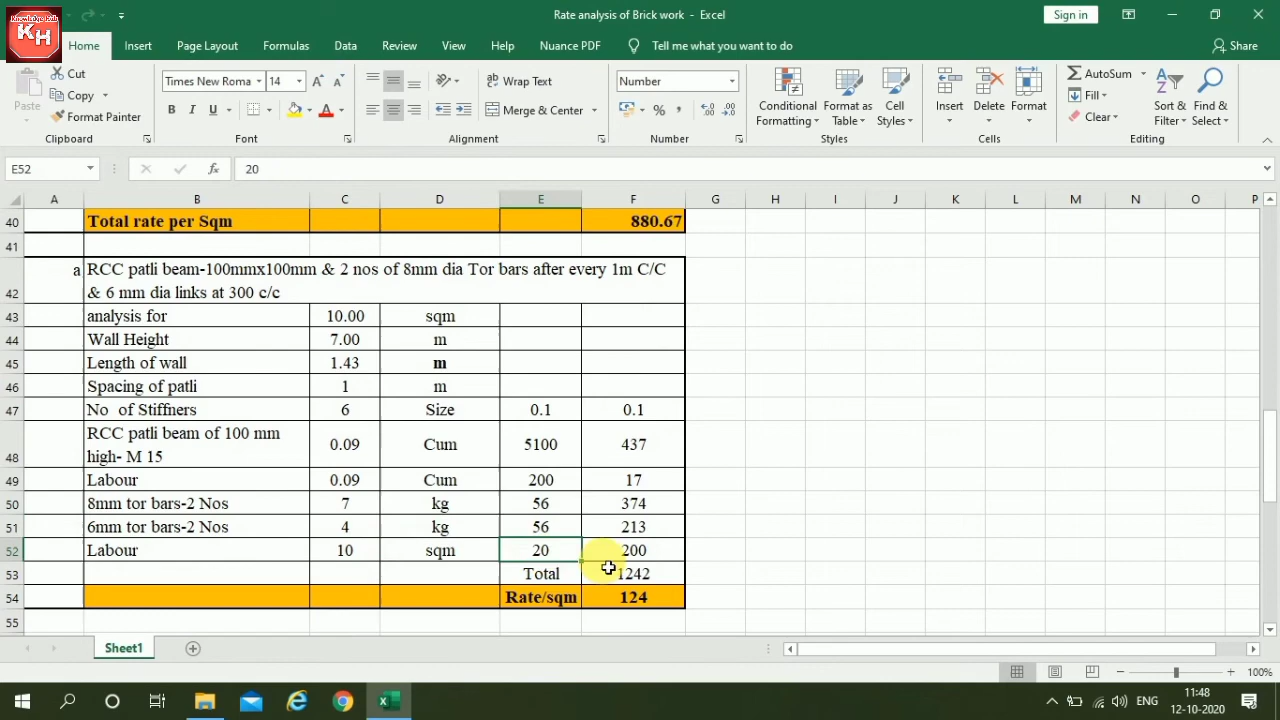 Knowledge Hub
KH
Rate analysis of Brick work - Excel
Sign in
Home Insert Page Layout Formulas Data Review View Help Nuance PDF Tell me what you want to do Share
Paste
Cut
Copy
Format Painter
Clipboard
Times New Roma 14
B I U
Font
Wrap Text
Merge & Center
Alignment
Number
% ,
Number
Conditional Formatting
Format as Table
Cell Styles
Styles
Insert Delete Format
Cells
AutoSum
Fill
Clear
Sort & Filter
Find & Select
Editing
E52 fx 20
A B C D E F G H I J K L M N O P
40 Total rate per Sqm 880.67
41
a RCC patli beam-100mmx100mm & 2 nos of 8mm dia Tor bars after every 1m C/C
42 & 6 mm dia links at 300 c/c
43 analysis for 10.00 sqm
44 Wall Height 7.00 m
45 Length of wall 1.43 m
46 Spacing of patli 1 m
47 No of Stiffners 6 Size 0.1 0.1
RCC patli beam of 100 mm
48 high- M 15 0.09 Cum 5100 437
49 Labour 0.09 Cum 200 17
50 8mm tor bars-2 Nos 7 kg 56 374
51 6mm tor bars-2 Nos 4 kg 56 213
52 Labour 10 sqm 20 200
53 Total 1242
54 Rate/sqm 124
55
Sheet1
100%
ENG
11:48
12-10-2020